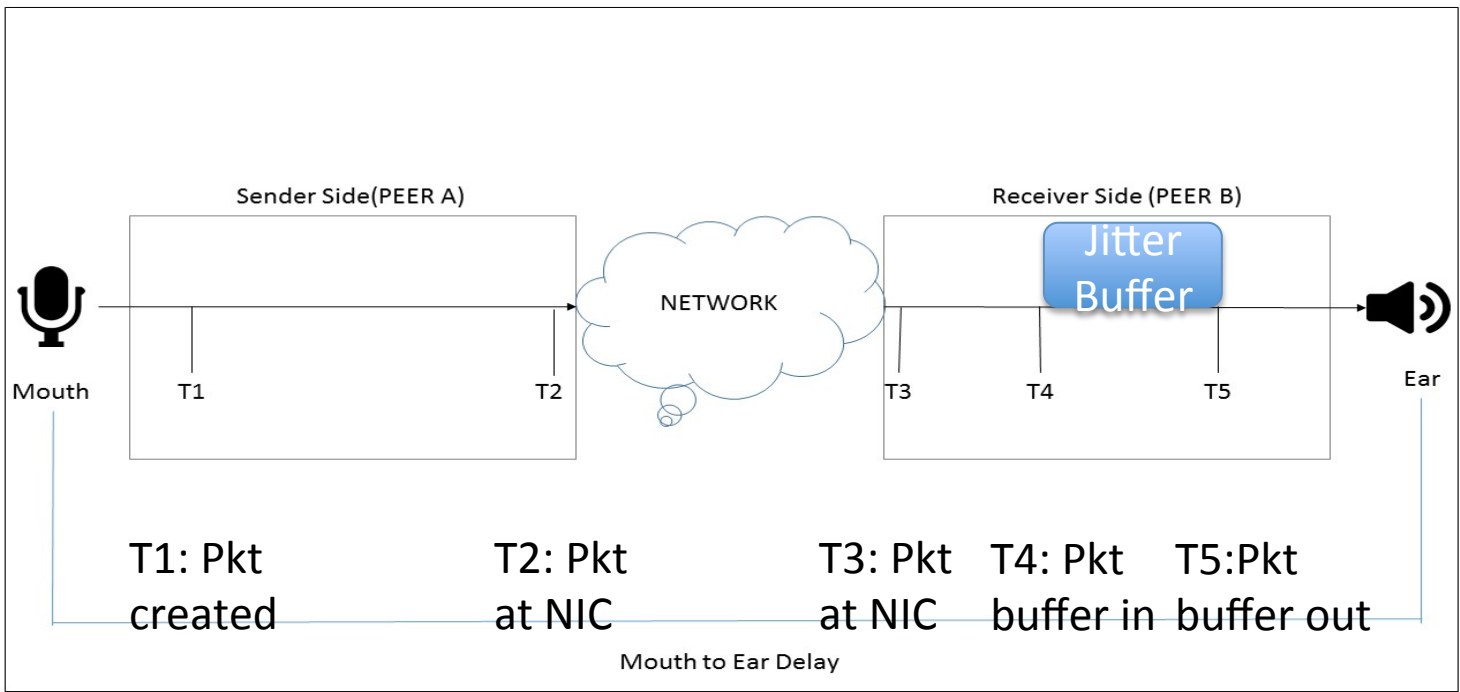 Sender Side(PEER A)
Receiver Side (PEER B)
Jitter
Buffer
NETWORK
Mouth
T1
T2
T3
T4
T5
Ear
T1: Pkt
created
T2: Pkt
at NIC
T3: Pkt
at NIC
T4: Pkt
buffer in
T5:Pkt
buffer out
Mouth to Ear Delay